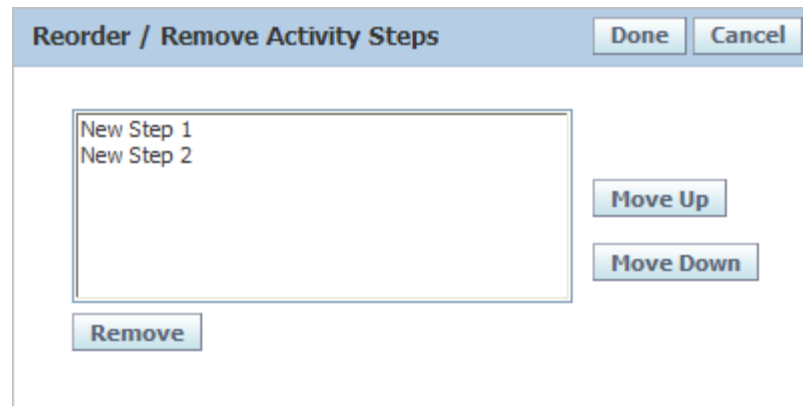 Reorder / Remove Activity Steps
Done
Cancel
New Step 1
New Step 2
Move Up
Move Down
Remove